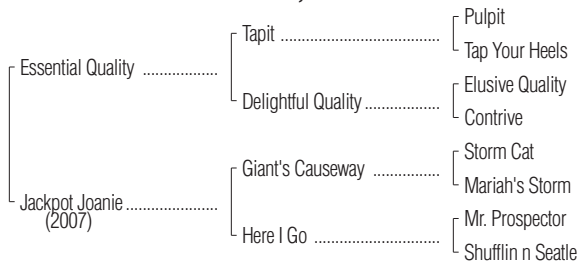 Essential Quality
Tapit
Pulpit
Tap Your Heels
Delightful Quality
Elusive Quality
Contrive
Jackpot Joanie
(2007)
Giant's Causeway
Storm Cat
Mariah's Storm
Here I Go
Mr. Prospector
Shufflin n Seatle